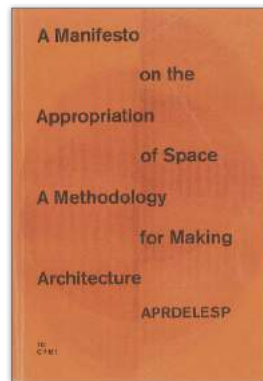 A Manifesto
on the
Appropriation
of Space
A Methodology
for Making
Architecture
APRDELESP